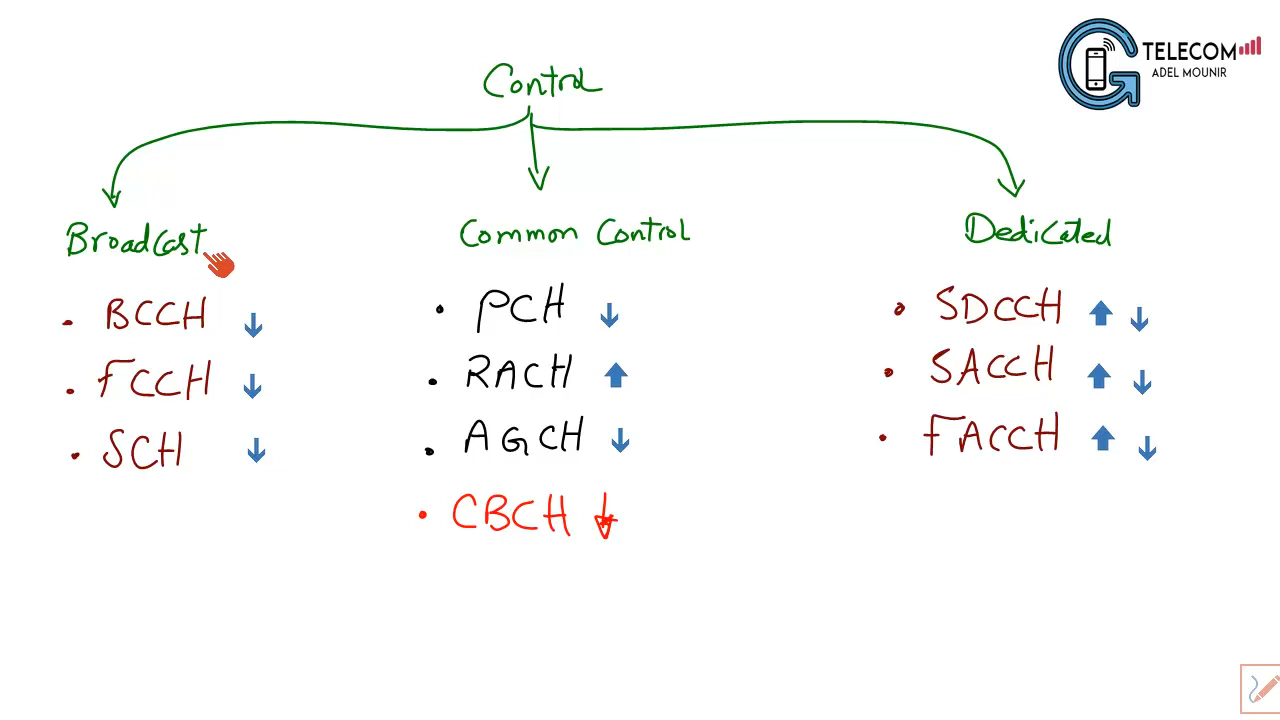 TELECOM
ADEL MOUNIR
Control
Broadcast
Common Control
Dedicated
• BCCH ↓
• FCCH ↓
• SCH ↓
• PCH ↓
• RACH ↑
• AGCH ↓
• CBCH ↓
• SDCCH ↑ ↓
• SACCH ↑ ↓
• FACCH ↑ ↓